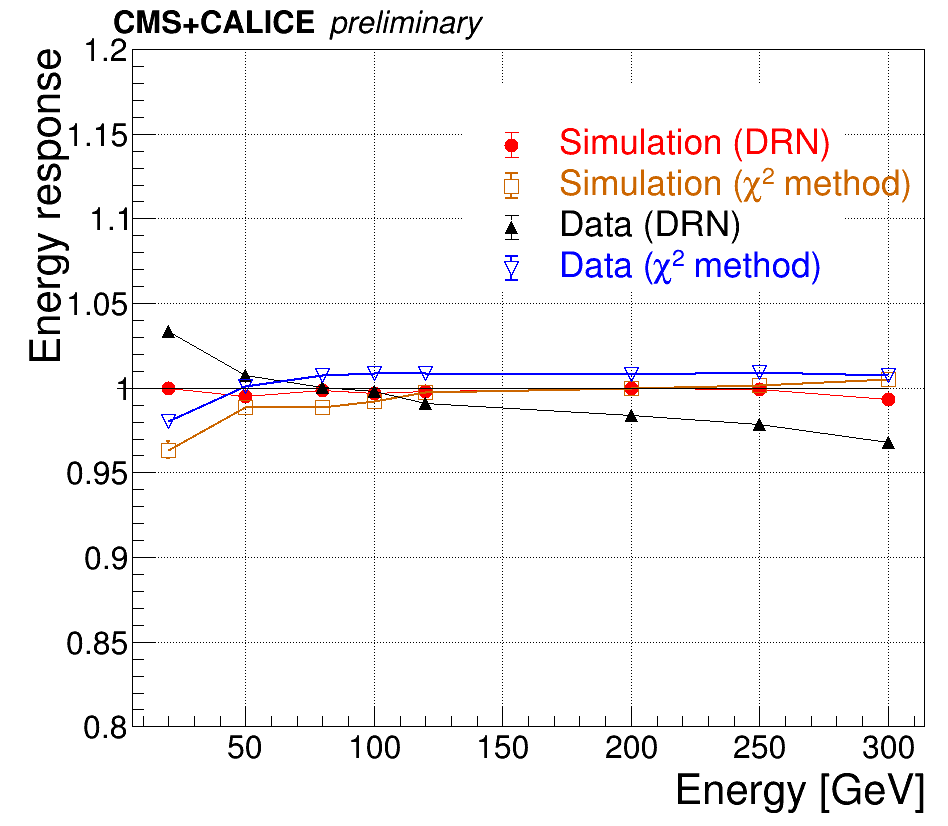 CMS+CALICE preliminary
Energy response
1.2
1.15
1.1
1.05
1
0.95
0.9
0.85
0.8
Simulation (DRN)
Simulation (χ² method)
Data (DRN)
Data (χ² method)
50 100 150 200 250 300
Energy [GeV]